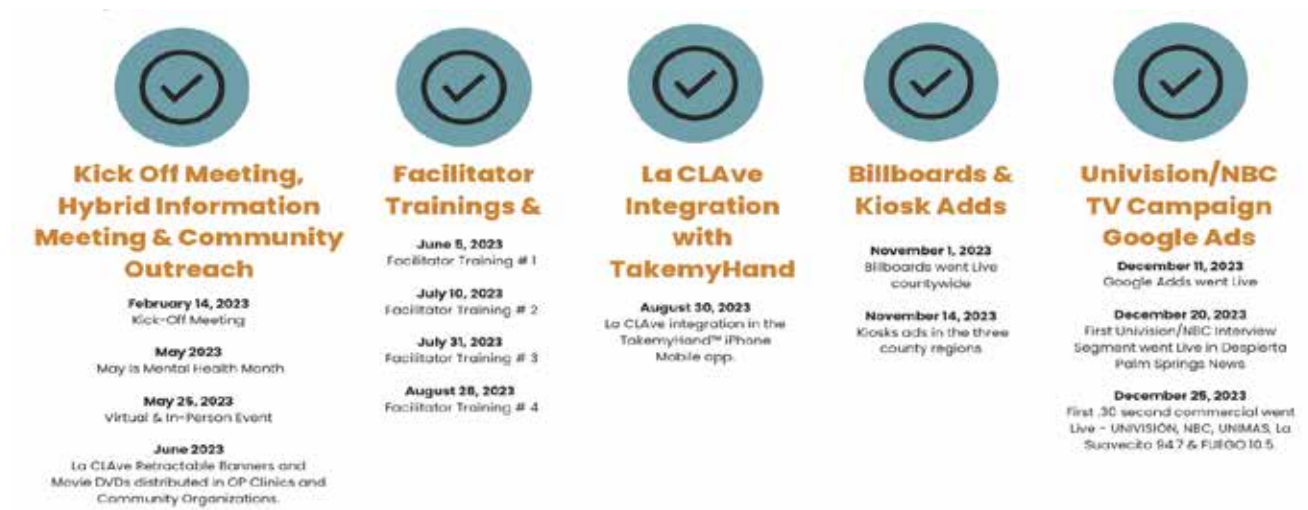 Kick Off Meeting,
Hybrid Information
Meeting & Community
Outreach
February 14, 2023
Kick-Off Meeting
May 2023
May is Mental Health Month
May 25, 2023
Virtual & In-Person Event
June 2023
La CLAve Retractable Banners and
Movie DVDs distributed in OP Clinics and
Community Organizations.
Facilitator
Trainings &
June 5, 2023
Facilitator Training # 1
July 10, 2023
Facilitator Training # 2
July 31, 2023
Facilitator Training # 3
August 28, 2023
Facilitator Training # 4
La CLAve
Integration
with
TakemyHand
August 30, 2023
La CLAve integration in the
TakemyHand™ iPhone
Mobile app.
Billboards &
Kiosk Adds
November 1, 2023
Billboards went Live
countywide
November 14, 2023
Kiosks ads in the three
county regions
Univision/NBC
TV Campaign
Google Ads
December 11, 2023
Google Adds went Live
December 20, 2023
First Univision/NBC Interview
Segment went Live in Despierta
Palm Springs News
December 25, 2023
First .30 second commercial went
Live - UNIVISIÓN, NBC, UNIMAS, La
Suavecito 94.7 & FUEGO 10.5.